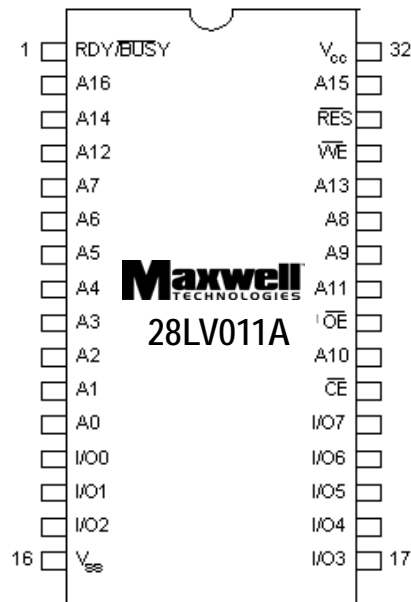 1 RDY/BUSY Vcc 32
A16 A15
A14 RES
A12 WE
A7 A13
A6 A8
A5 A9
Maxwell
TECHNOLOGIES
A4 A11
28LV011A
A3 OE
A2 A10
A1 CE
A0 I/O7
I/O0 I/O6
I/O1 I/O5
I/O2 I/O4
16 Vss I/O3 17